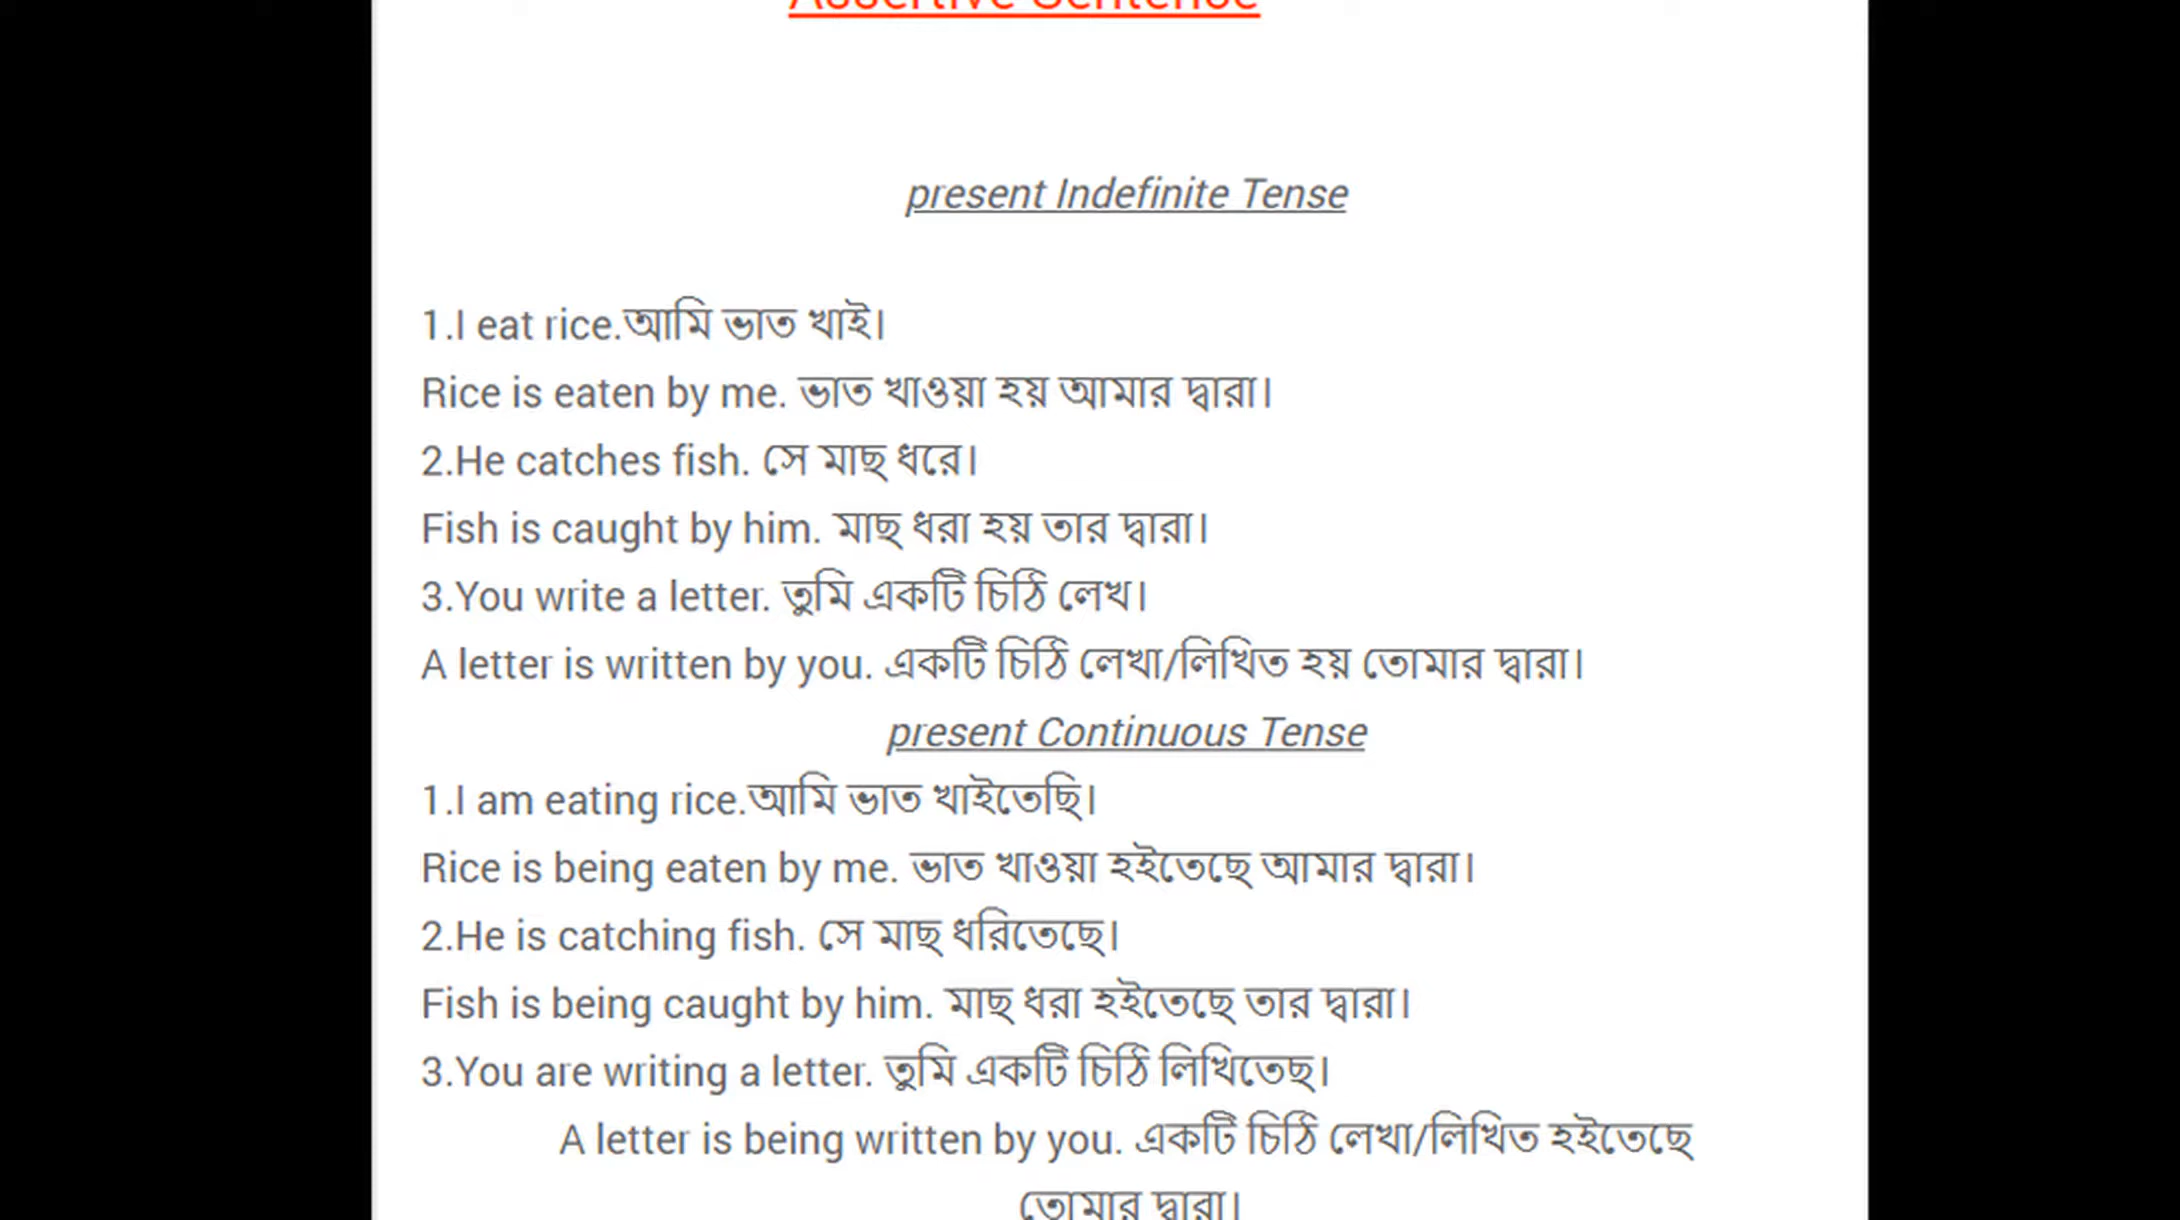 Assertive Sentence
present Indefinite Tense
1.I eat rice.আমি ভাত খাই।
Rice is eaten by me. ভাত খাওয়া হয় আমার দ্বারা।
2.He catches fish. সে মাছ ধরে।
Fish is caught by him. মাছ ধরা হয় তার দ্বারা।
3.You write a letter. তুমি একটি চিঠি লেখ।
A letter is written by you. একটি চিঠি লেখা/লিখিত হয় তোমার দ্বারা।
present Continuous Tense
1.I am eating rice.আমি ভাত খাইতেছি।
Rice is being eaten by me. ভাত খাওয়া হইতেছে আমার দ্বারা।
2.He is catching fish. সে মাছ ধরিতেছে।
Fish is being caught by him. মাছ ধরা হইতেছে তার দ্বারা।
3.You are writing a letter. তুমি একটি চিঠি লিখিতেছ।
A letter is being written by you. একটি চিঠি লেখা/লিখিত হইতেছে
তোমার দ্বারা।